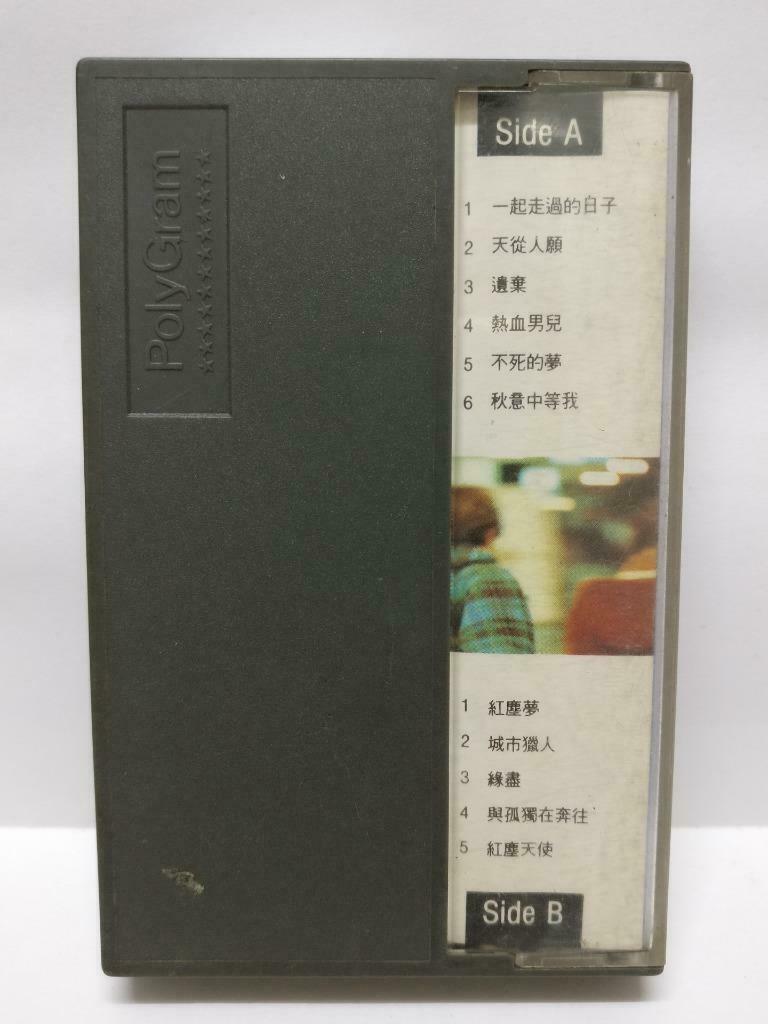 PolyGram
Side A
1 一起走過的日子
2 天從人願
3 遺棄
4 熱血男兒
5 不死的夢
6 秋意中等我
1 紅塵夢
2 城市獵人
3 緣盡
4 與孤獨在奔往
5 紅塵天使
Side B